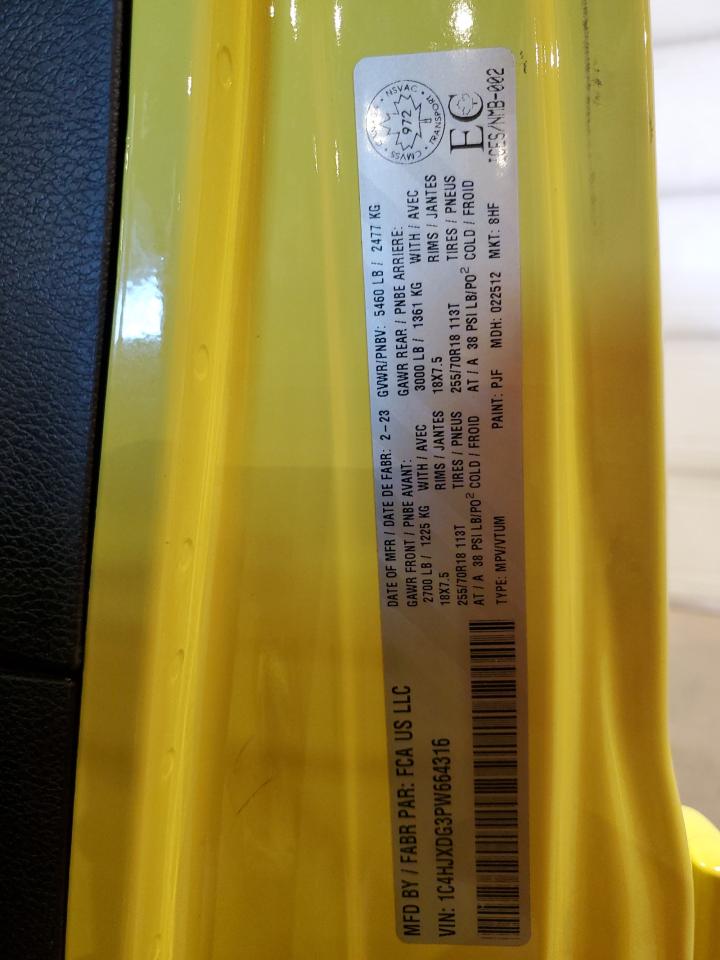 MFD BY / FABR PAR: FCA US LLC
VIN: 1C4HJXDG3PW664316
DATE OF MFR / DATE DE FABR: 2-23
GAWR FRONT / PNBE AVANT:
2700 LB / 1225 KG WITH / AVEC
18X7.5 RIMS / JANTES
255/70R18 113T TIRES / PNEUS
AT / A 38 PSI LB/PO² COLD / FROID
TYPE: MPV/VTUM
GVWR/PNBV: 5460 LB / 2477 KG
GAWR REAR / PNBE ARRIERE:
3000 LB / 1361 KG WITH / AVEC
18X7.5 RIMS / JANTES
255/70R18 113T TIRES / PNEUS
AT / A 38 PSI LB/PO² COLD / FROID
PAINT: PJF MDH: 022512 MKT: 8HF
NSVAC
972
CMVSS
TRANSPORT
EC
ICES/NMB-002